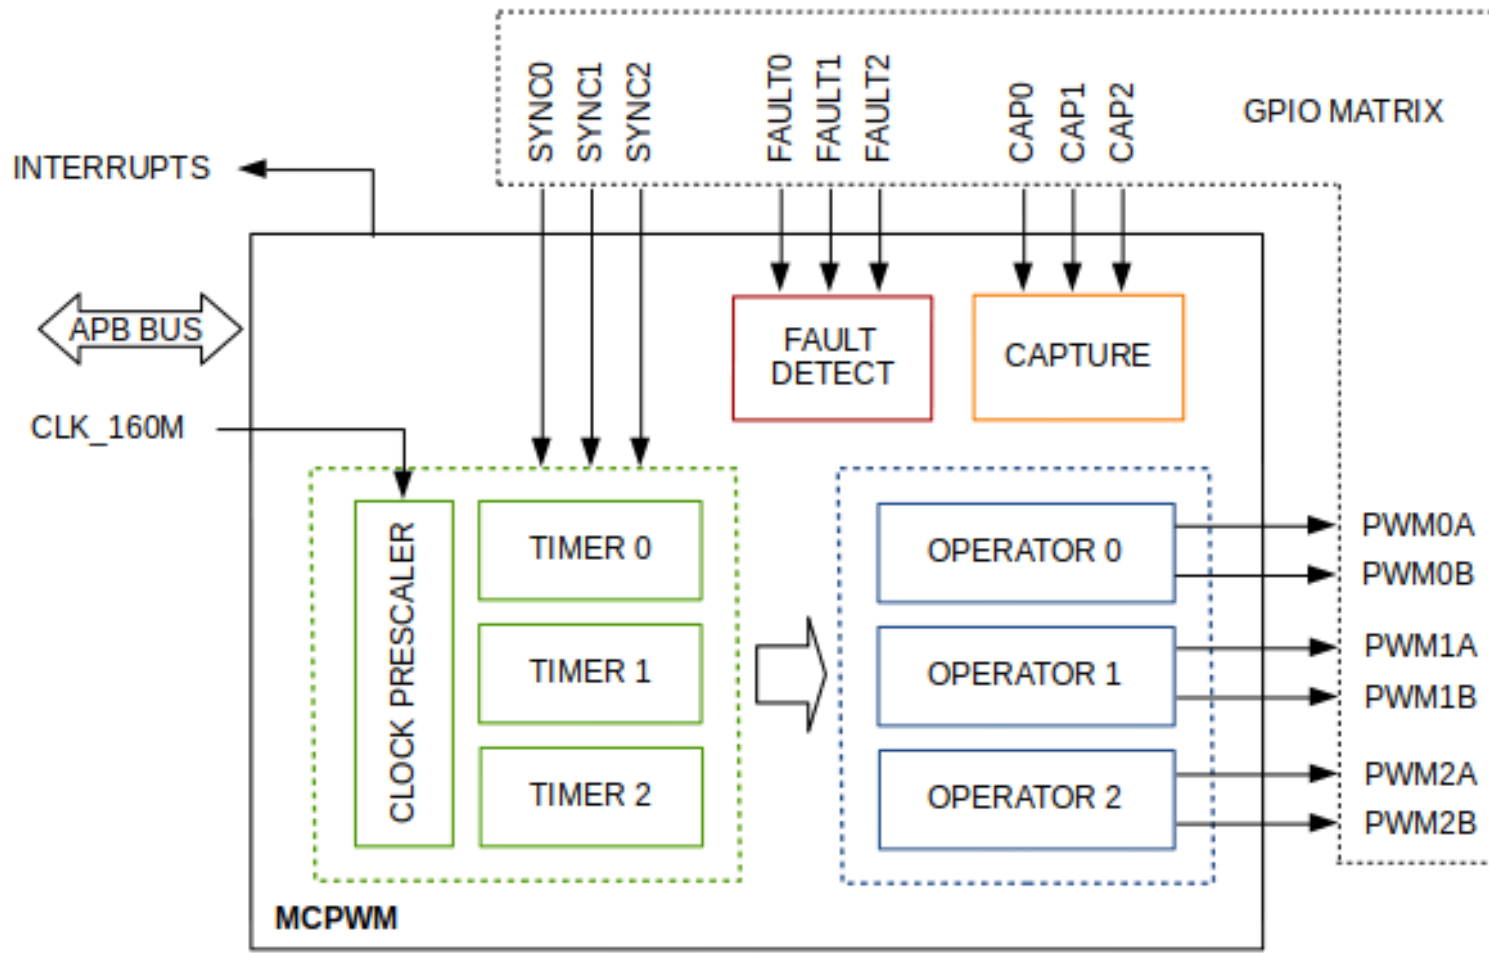 SYNC0
SYNC1
SYNC2
FAULT0
FAULT1
FAULT2
CAP0
CAP1
CAP2
GPIO MATRIX
INTERRUPTS
APB BUS
FAULT
DETECT
CAPTURE
CLK_160M
CLOCK PRESCALER
TIMER 0
TIMER 1
TIMER 2
OPERATOR 0
OPERATOR 1
OPERATOR 2
PWM0A
PWM0B
PWM1A
PWM1B
PWM2A
PWM2B
MCPWM